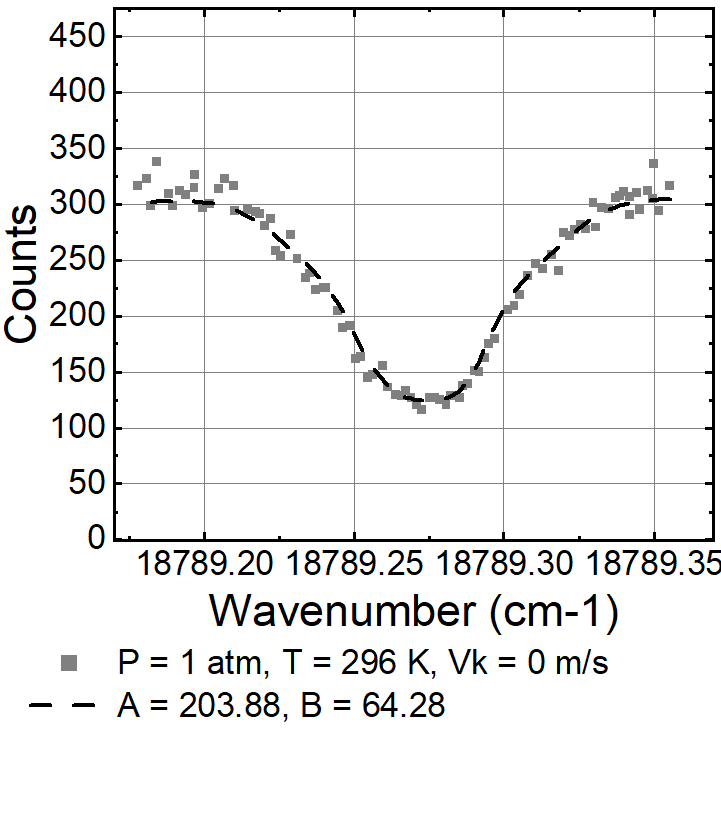 450
400
350
300
250
200
150
100
50
0
Counts
18789.20 18789.25 18789.30 18789.35
Wavenumber (cm-1)
P = 1 atm, T = 296 K, Vk = 0 m/s
A = 203.88, B = 64.28